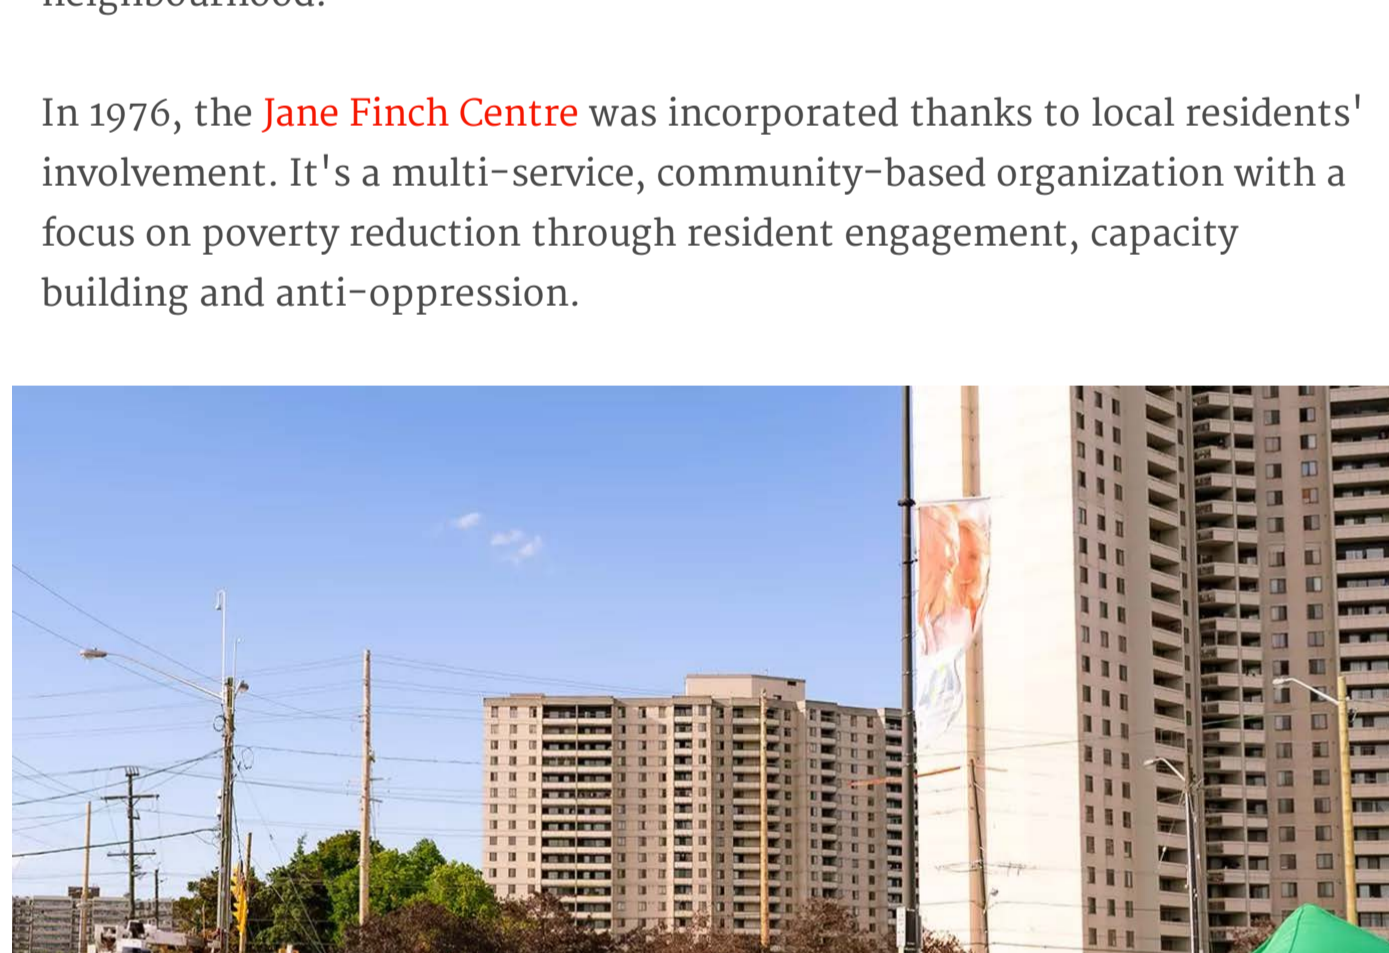 In 1976, the Jane Finch Centre was incorporated thanks to local residents'
involvement. It's a multi-service, community-based organization with a
focus on poverty reduction through resident engagement, capacity
building and anti-oppression.